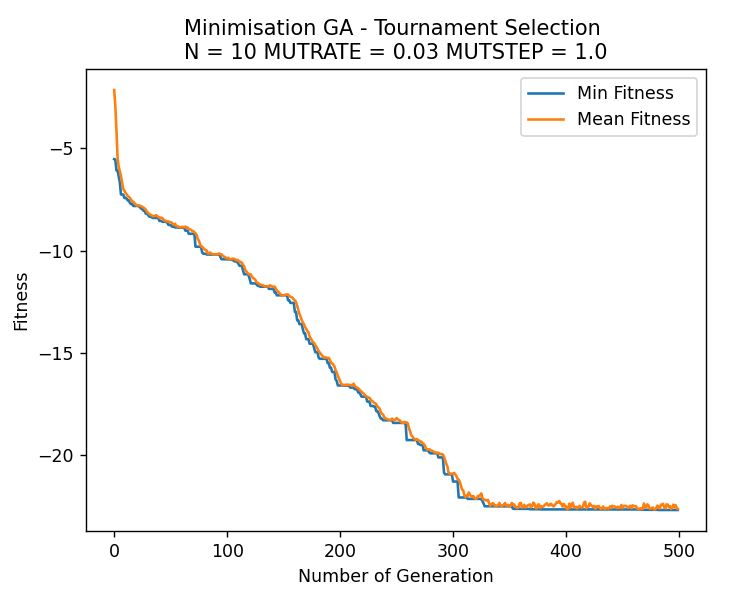 Minimisation GA - Tournament Selection
N = 10 MUTRATE = 0.03 MUTSTEP = 1.0
Min Fitness
Mean Fitness
−5
−10
−15
−20
Fitness
0 100 200 300 400 500
Number of Generation